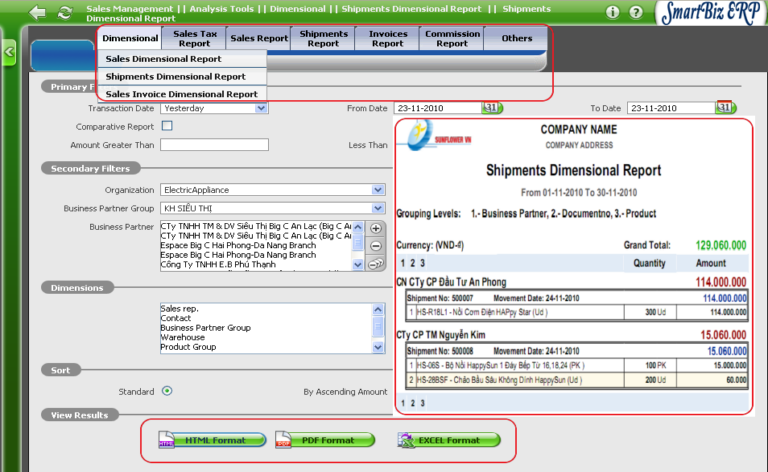 Sales Management || Analysis Tools || Dimensional || Shipments Dimensional Report || Shipments
Dimensional Report
SmartBiz ERP
Dimensional
Sales Tax
Report
Sales Report
Shipments
Report
Invoices
Report
Commission
Report
Others
Sales Dimensional Report
Shipments Dimensional Report
Sales Invoice Dimensional Report
Primary F
Transaction Date Yesterday
From Date 23-11-2010
31
To Date 23-11-2010
31
Comparative Report
Amount Greater Than
Less Than
Secondary Filters
Organization ElectricAppliance
Business Partner Group KH SIÊU THỊ
Business Partner
CTy TNHH TM & DV Siêu Thị Big C An Lạc (Big C Ai
CTy TNHH TM & DV Siêu Thị Big C An Lạc (Big C Ai
Espace Big C Hai Phong-Da Nang Branch
Espace Big C Hai Phong-Da Nang Branch
Công Ty TNHH E.B Phú Thạnh
Dimensions
Sales rep.
Contact
Business Partner Group
Warehouse
Product Group
Sort
Standard
By Ascending Amount
View Results
HTML Format
PDF Format
EXCEL Format
SUNFLOWER VN
COMPANY NAME
COMPANY ADDRESS
Shipments Dimensional Report
From 01-11-2010 To 30-11-2010
Grouping Levels: 1.- Business Partner, 2.- Documentno, 3.- Product
Currency: (VND-đ) Grand Total: 129.060.000
1 2 3 Quantity Amount
CN CTy CP Đầu Tư An Phong 114.000.000
Shipment No: 500007 Movement Date: 24-11-2010 114.000.000
1 HS-R18L1 - Nồi Cơm Điện HAPpy Star (Ud ) 300 Ud 114.000.000
CTy CP TM Nguyễn Kim 15.060.000
Shipment No: 500008 Movement Date: 24-11-2010 15.060.000
1 HS-06S - Bộ Nồi HappySun 1 Đáy Bếp Từ 16,18,24 (PK ) 100 PK 15.000.000
2 HS-28BSF - Chảo Bầu Sâu Không Dính HappySun (Ud ) 200 Ud 60.000
1 2 3